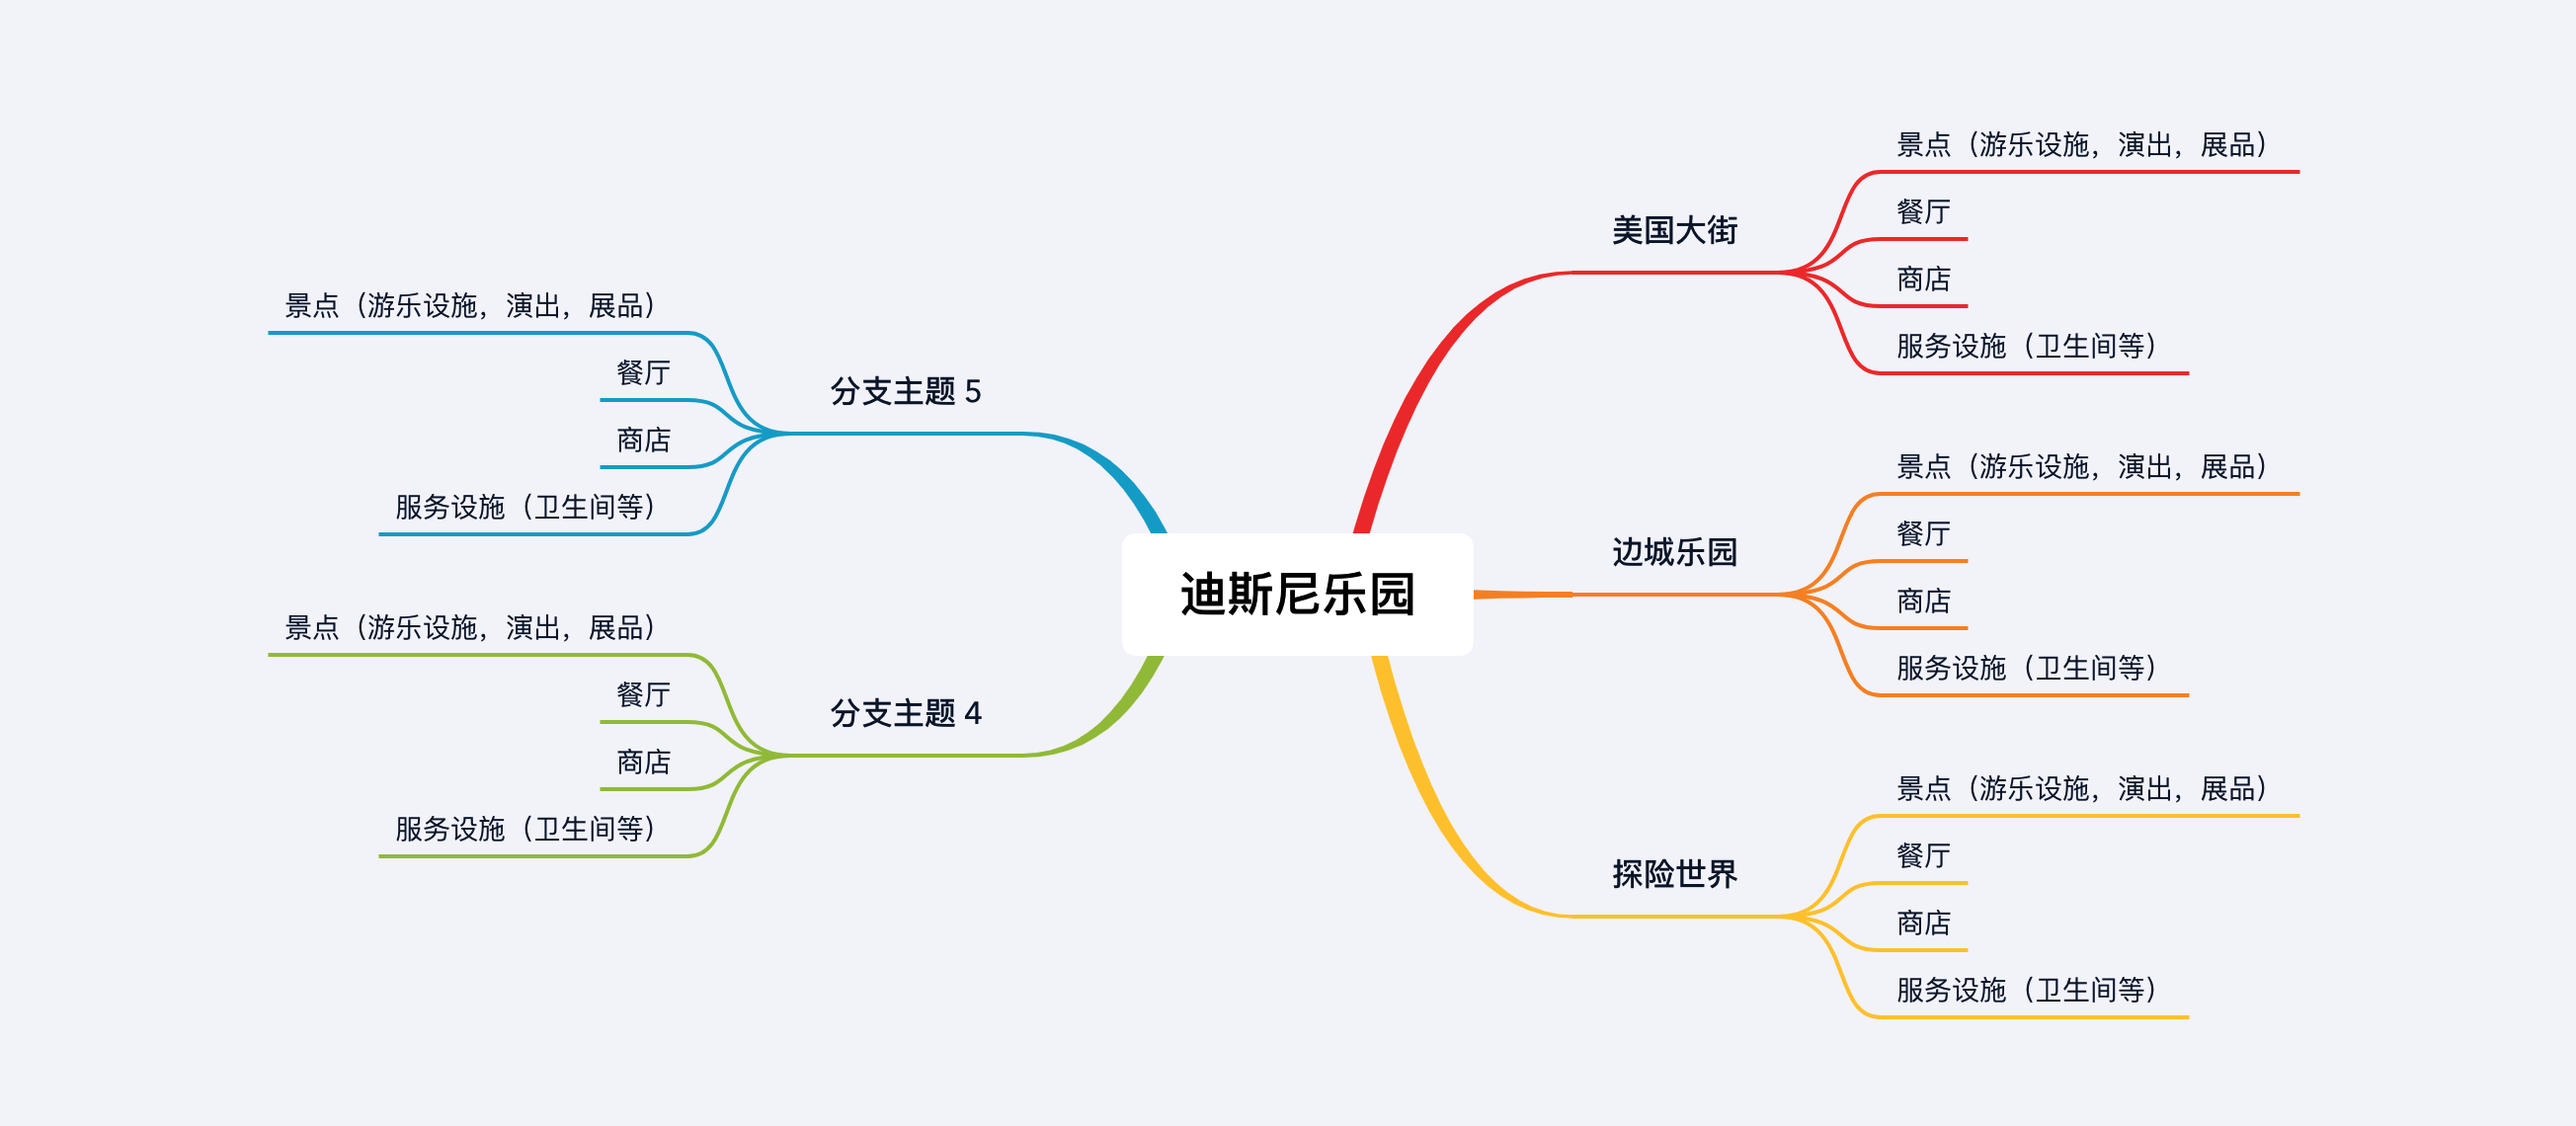 迪斯尼乐园
美国大街
景点（游乐设施，演出，展品）
餐厅
商店
服务设施（卫生间等）
边城乐园
景点（游乐设施，演出，展品）
餐厅
商店
服务设施（卫生间等）
探险世界
景点（游乐设施，演出，展品）
餐厅
商店
服务设施（卫生间等）
分支主题 4
景点（游乐设施，演出，展品）
餐厅
商店
服务设施（卫生间等）
分支主题 5
景点（游乐设施，演出，展品）
餐厅
商店
服务设施（卫生间等）